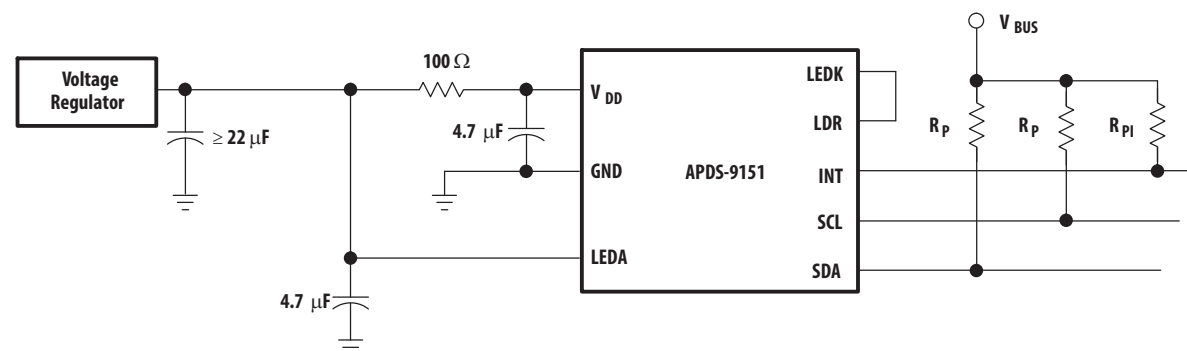 Voltage
Regulator
≥ 22 μF
100 Ω
4.7 μF
4.7 μF
V DD
GND
LEDA
APDS-9151
LEDK
LDR
INT
SCL
SDA
V BUS
R P
R P
R PI